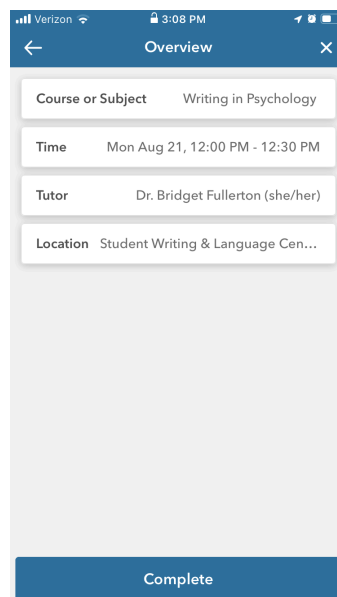 Verizon 3:08 PM
Overview
Course or Subject Writing in Psychology
Time Mon Aug 21, 12:00 PM - 12:30 PM
Tutor Dr. Bridget Fullerton (she/her)
Location Student Writing & Language Cen...
Complete